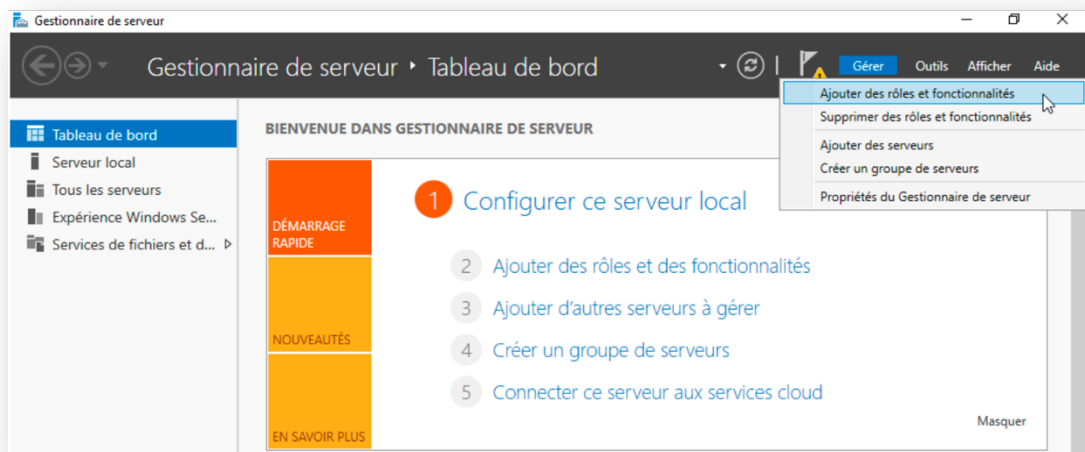 Gestionnaire de serveur
Gestionnaire de serveur ‣ Tableau de bord
Gérer Outils Afficher Aide
Ajouter des rôles et fonctionnalités
Supprimer des rôles et fonctionnalités
Ajouter des serveurs
Créer un groupe de serveurs
Propriétés du Gestionnaire de serveur
Tableau de bord
Serveur local
Tous les serveurs
Expérience Windows Se...
Services de fichiers et d...
BIENVENUE DANS GESTIONNAIRE DE SERVEUR
DÉMARRAGE
RAPIDE
NOUVEAUTÉS
EN SAVOIR PLUS
1 Configurer ce serveur local
2 Ajouter des rôles et des fonctionnalités
3 Ajouter d'autres serveurs à gérer
4 Créer un groupe de serveurs
5 Connecter ce serveur aux services cloud
Masquer